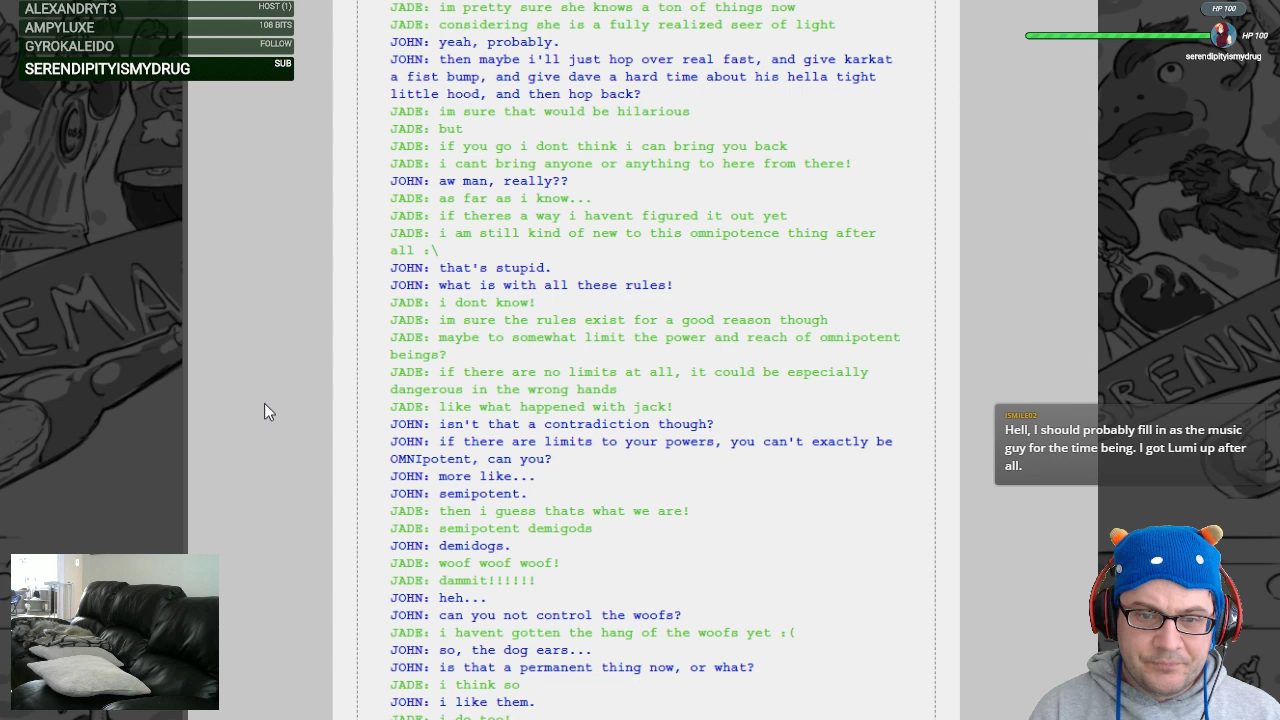 ALEXANDRYT3 HOST (1)
AMPYLUXE 108 BITS
GYROKALEIDO FOLLOW
SERENDIPITYISMYDRUG SUB
JADE: im pretty sure she knows a ton of things now
JADE: considering she is a fully realized seer of light
JOHN: yeah, probably.
JOHN: then maybe i'll just hop over real fast, and give karkat
a fist bump, and give dave a hard time about his hella tight
little hood, and then hop back?
JADE: im sure that would be hilarious
JADE: but
JADE: if you go i dont think i can bring you back
JADE: i cant bring anyone or anything to here from there!
JOHN: aw man, really??
JADE: as far as i know...
JADE: if theres a way i havent figured it out yet
JADE: i am still kind of new to this omnipotence thing after
all :\
JOHN: that's stupid.
JOHN: what is with all these rules!
JADE: i dont know!
JADE: im sure the rules exist for a good reason though
JADE: maybe to somewhat limit the power and reach of omnipotent
beings?
JADE: if there are no limits at all, it could be especially
dangerous in the wrong hands
JADE: like what happened with jack!
JOHN: isn't that a contradiction though?
JOHN: if there are limits to your powers, you can't exactly be
OMNIpotent, can you?
JOHN: more like...
JOHN: semipotent.
JADE: then i guess thats what we are!
JADE: semipotent demigods
JOHN: demidogs.
JADE: woof woof woof!
JADE: dammit!!!!!!
JOHN: heh...
JOHN: can you not control the woofs?
JADE: i havent gotten the hang of the woofs yet :(
JOHN: so, the dog ears...
JOHN: is that a permanent thing now, or what?
JADE: i think so
JOHN: i like them.
JADE: i do too!
HP 100
HP 100
serendipityismydrug
ISMILE02
Hell, I should probably fill in as the music
guy for the time being. I got Lumi up after
all.